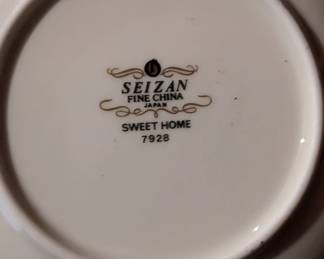 SEIZAN
FINE CHINA
JAPAN
SWEET HOME
7928